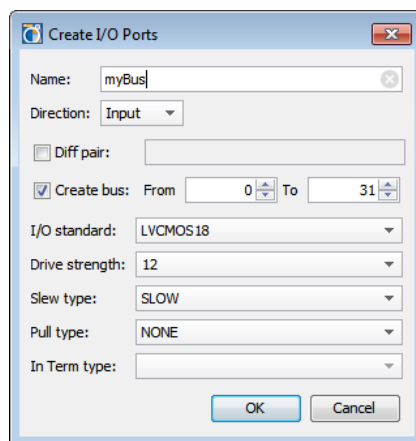 Create I/O Ports
Name: myBus
Direction: Input
Diff pair:
Create bus: From 0 To 31
I/O standard: LVCMOS18
Drive strength: 12
Slew type: SLOW
Pull type: NONE
In Term type:
OK Cancel